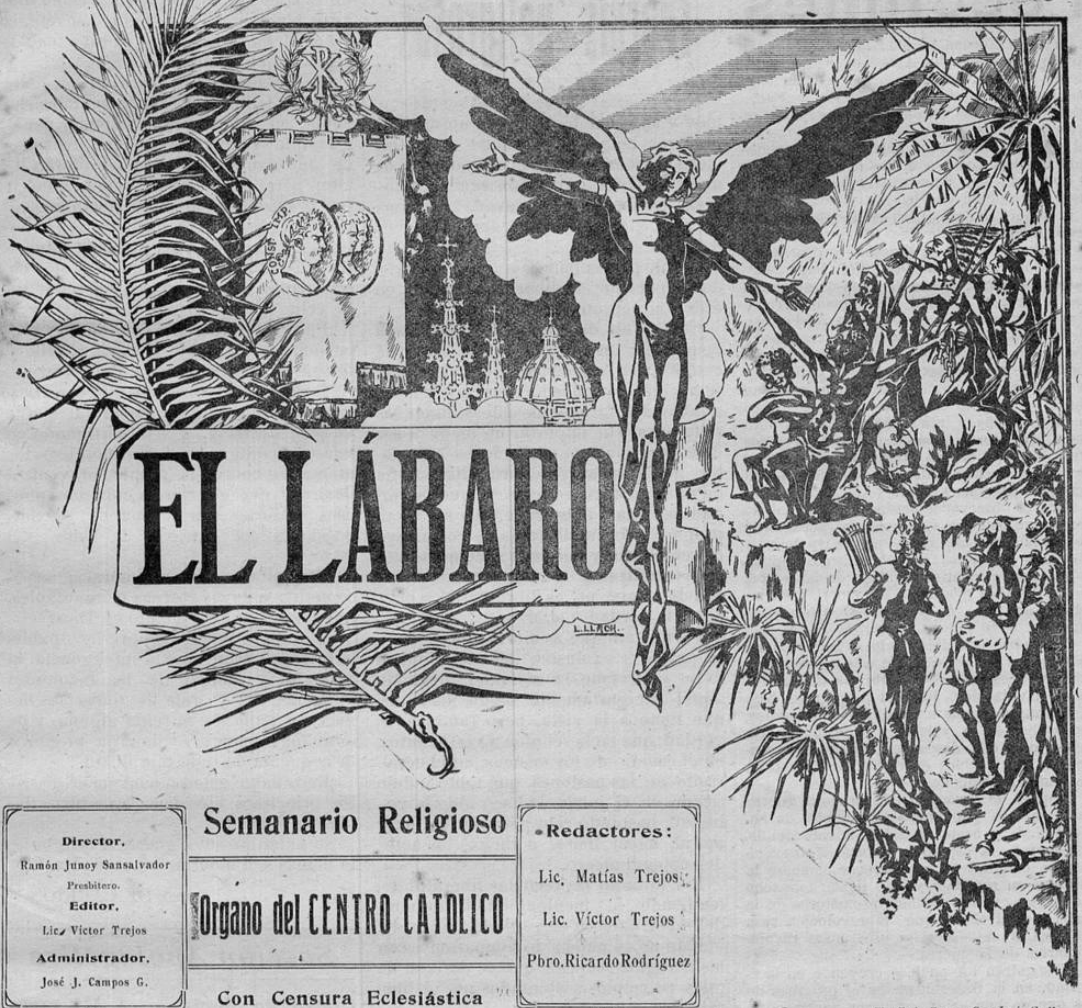 EL LÁBARO
L. LLACH.
Director,
Ramón Junoy Sansalvador
Presbítero.
Editor,
Lic. Víctor Trejos
Administrador,
José J. Campos G.
Semanario Religioso
Organo del CENTRO CATOLICO
Con Censura Eclesiástica
Redactores:
Lic. Matías Trejos
Lic. Víctor Trejos
Pbro. Ricardo Rodríguez